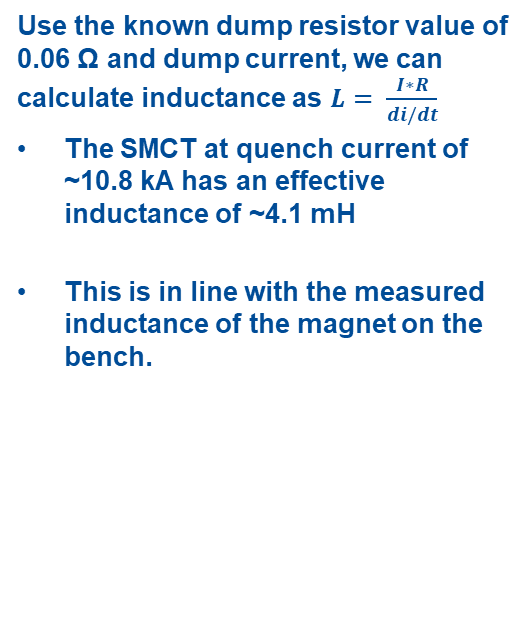 Use the known dump resistor value of
0.06 Ω and dump current, we can
calculate inductance as L = I*R / di/dt
• The SMCT at quench current of
~10.8 kA has an effective
inductance of ~4.1 mH
• This is in line with the measured
inductance of the magnet on the
bench.